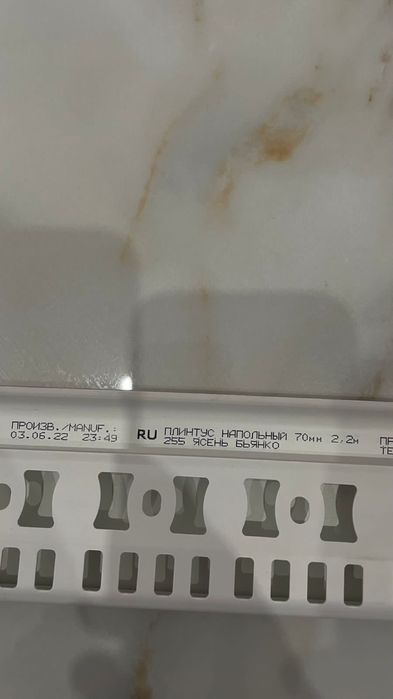 ПРОИЗВ./MANUF.:
03.06.22 23:49
RU
ПЛИНТУС НАПОЛЬНЫЙ 70мм 2,2м
255 ЯСЕНЬ БЬЯНКО